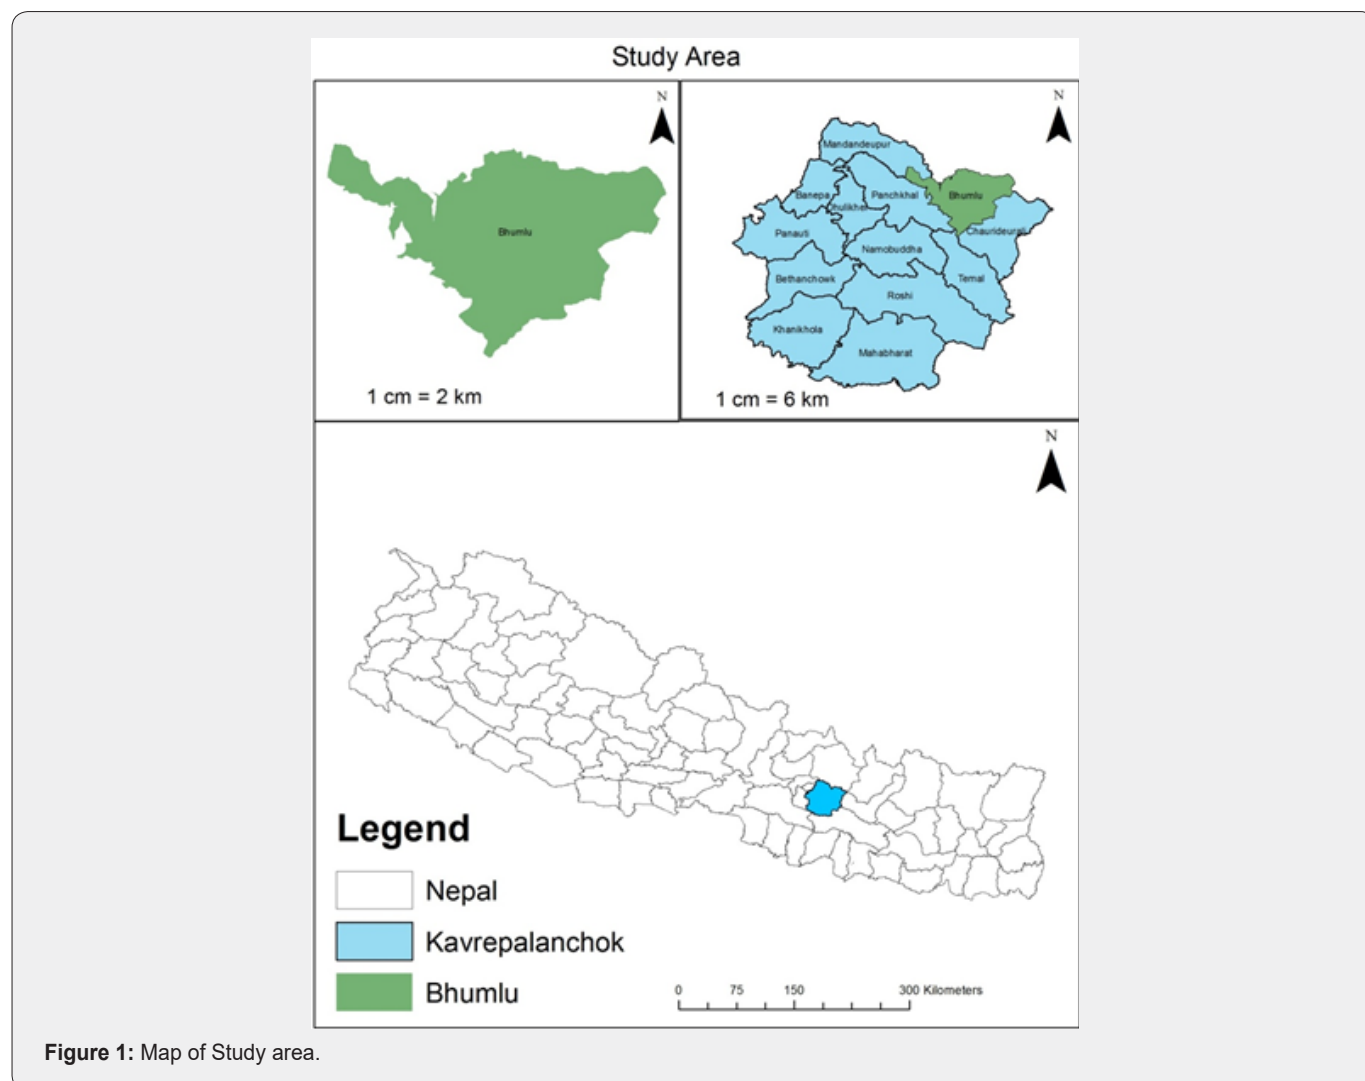 Study Area
N
Bhumlu
1 cm = 2 km
N
Mandandeupur
Banepa
Dhulikhel
Panchkhal
Bhumlu
Panauti
Chaurideurali
Namobuddha
Bethanchowk
Temal
Roshi
Khanikhola
Mahabharat
1 cm = 6 km
N
Legend
Nepal
Kavrepalanchok
Bhumlu
0 75 150 300 Kilometers
Figure 1: Map of Study area.